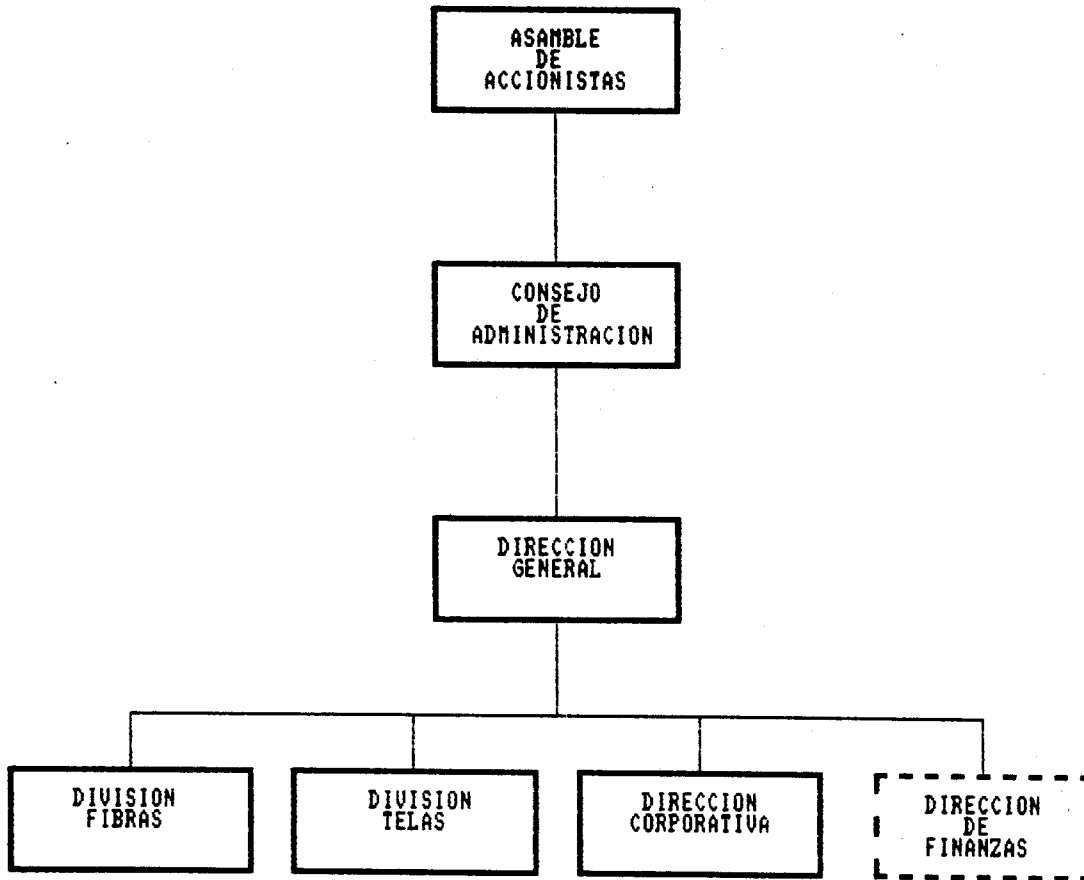 ASAMBLE
DE
ACCIONISTAS
CONSEJO
DE
ADMINISTRACION
DIRECCION
GENERAL
DIVISION
FIBRAS
DIVISION
TELAS
DIRECCION
CORPORATIVA
DIRECCION
DE
FINANZAS